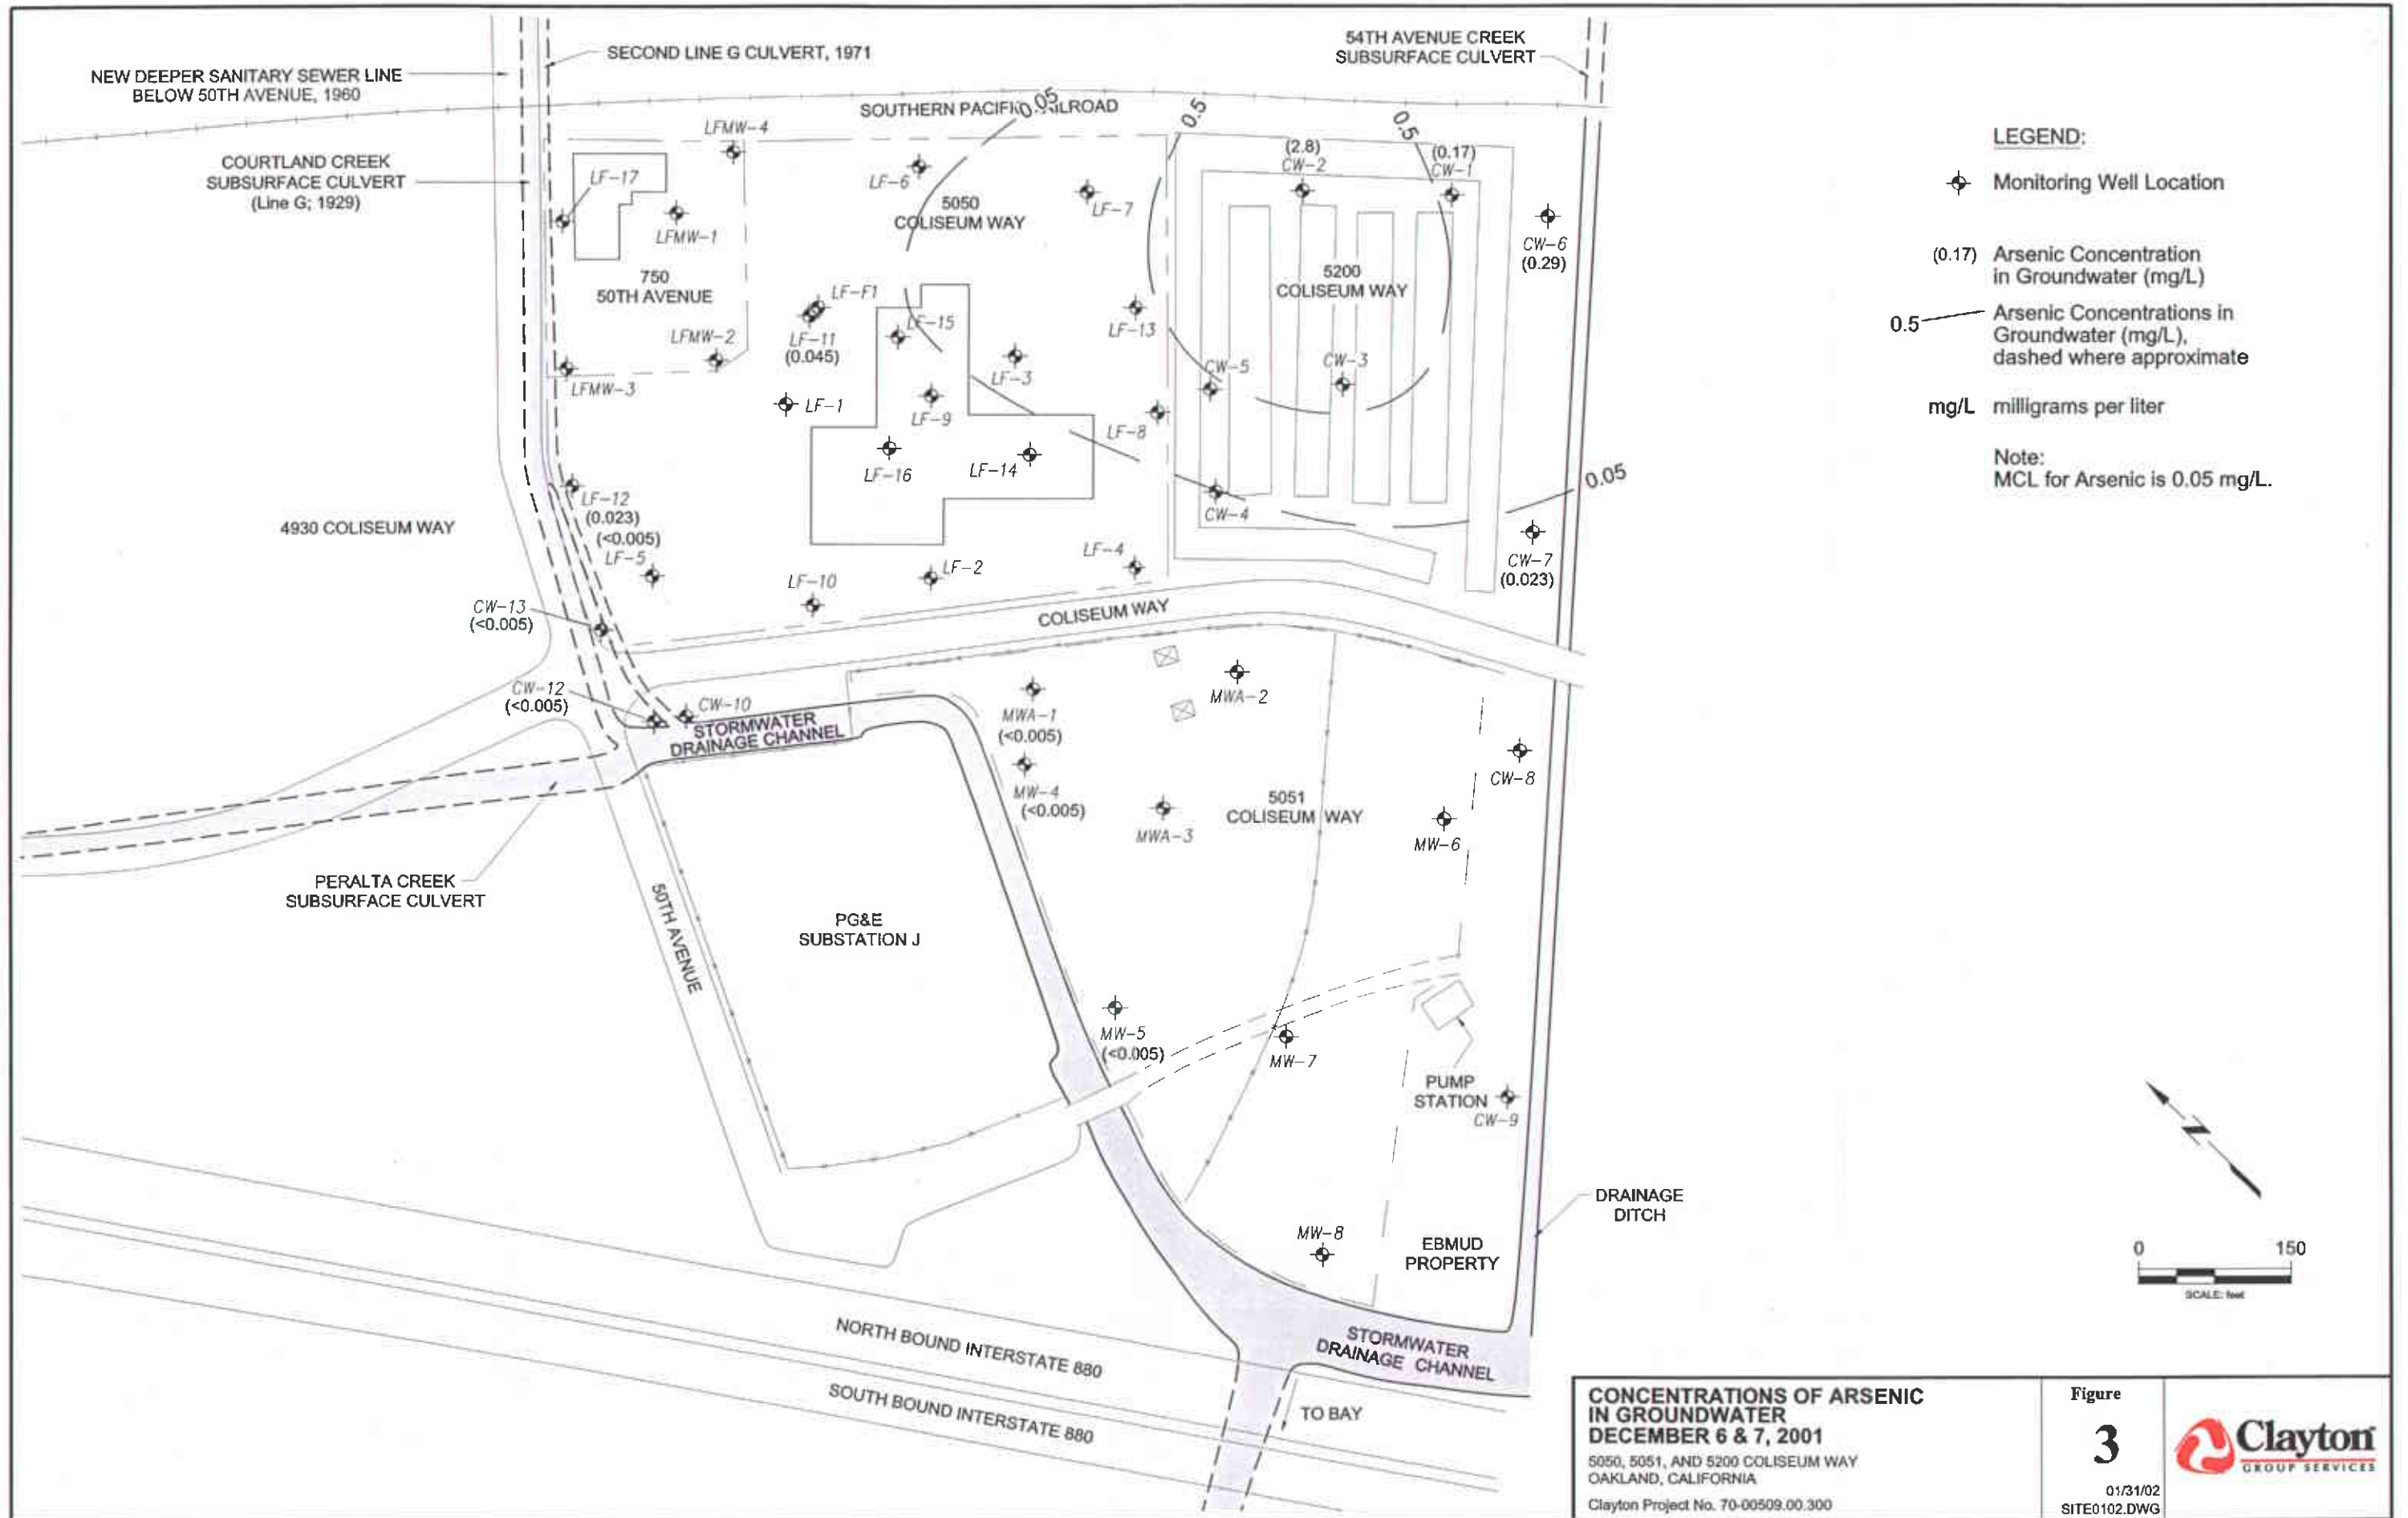 NEW DEEPER SANITARY SEWER LINE
BELOW 50TH AVENUE, 1960
SECOND LINE G CULVERT, 1971
54TH AVENUE CREEK
SUBSURFACE CULVERT
COURTLAND CREEK
SUBSURFACE CULVERT
(Line G; 1929)
SOUTHERN PACIFIC RAILROAD
0.05
0.5
0.5
LFMW-4
LF-17
LFMW-1
750
50TH AVENUE
LFMW-2
LFMW-3
LF-6
5050
COLISEUM WAY
LF-7
(2.8)
CW-2
(0.17)
CW-1
CW-6
(0.29)
5200
COLISEUM WAY
LF-F1
LF-11
(0.045)
LF-15
LF-3
LF-13
CW-5
CW-3
LF-1
LF-9
LF-8
LF-16
LF-14
CW-4
0.05
CW-7
(0.023)
4930 COLISEUM WAY
LF-12
(0.023)
(<0.005)
LF-5
LF-10
LF-2
LF-4
COLISEUM WAY
CW-13
(<0.005)
CW-12
(<0.005)
CW-10
STORMWATER
DRAINAGE CHANNEL
MWA-1
(<0.005)
MW-4
(<0.005)
MWA-2
MWA-3
5051
COLISEUM WAY
CW-8
MW-6
PERALTA CREEK
SUBSURFACE CULVERT
50TH AVENUE
PG&E
SUBSTATION J
MW-5
(<0.005)
MW-7
PUMP
STATION
CW-9
MW-8
EBMUD
PROPERTY
DRAINAGE
DITCH
STORMWATER
DRAINAGE CHANNEL
NORTH BOUND INTERSTATE 880
SOUTH BOUND INTERSTATE 880
TO BAY
LEGEND:
Monitoring Well Location
(0.17) Arsenic Concentration
in Groundwater (mg/L)
0.5 Arsenic Concentrations in
Groundwater (mg/L),
dashed where approximate
mg/L milligrams per liter
Note:
MCL for Arsenic is 0.05 mg/L.
Z
0 150
SCALE: feet
CONCENTRATIONS OF ARSENIC
IN GROUNDWATER
DECEMBER 6 & 7, 2001
5050, 5051, AND 5200 COLISEUM WAY
OAKLAND, CALIFORNIA
Clayton Project No. 70-00509.00.300
Figure
3
01/31/02
SITE0102.DWG
Clayton
GROUP SERVICES